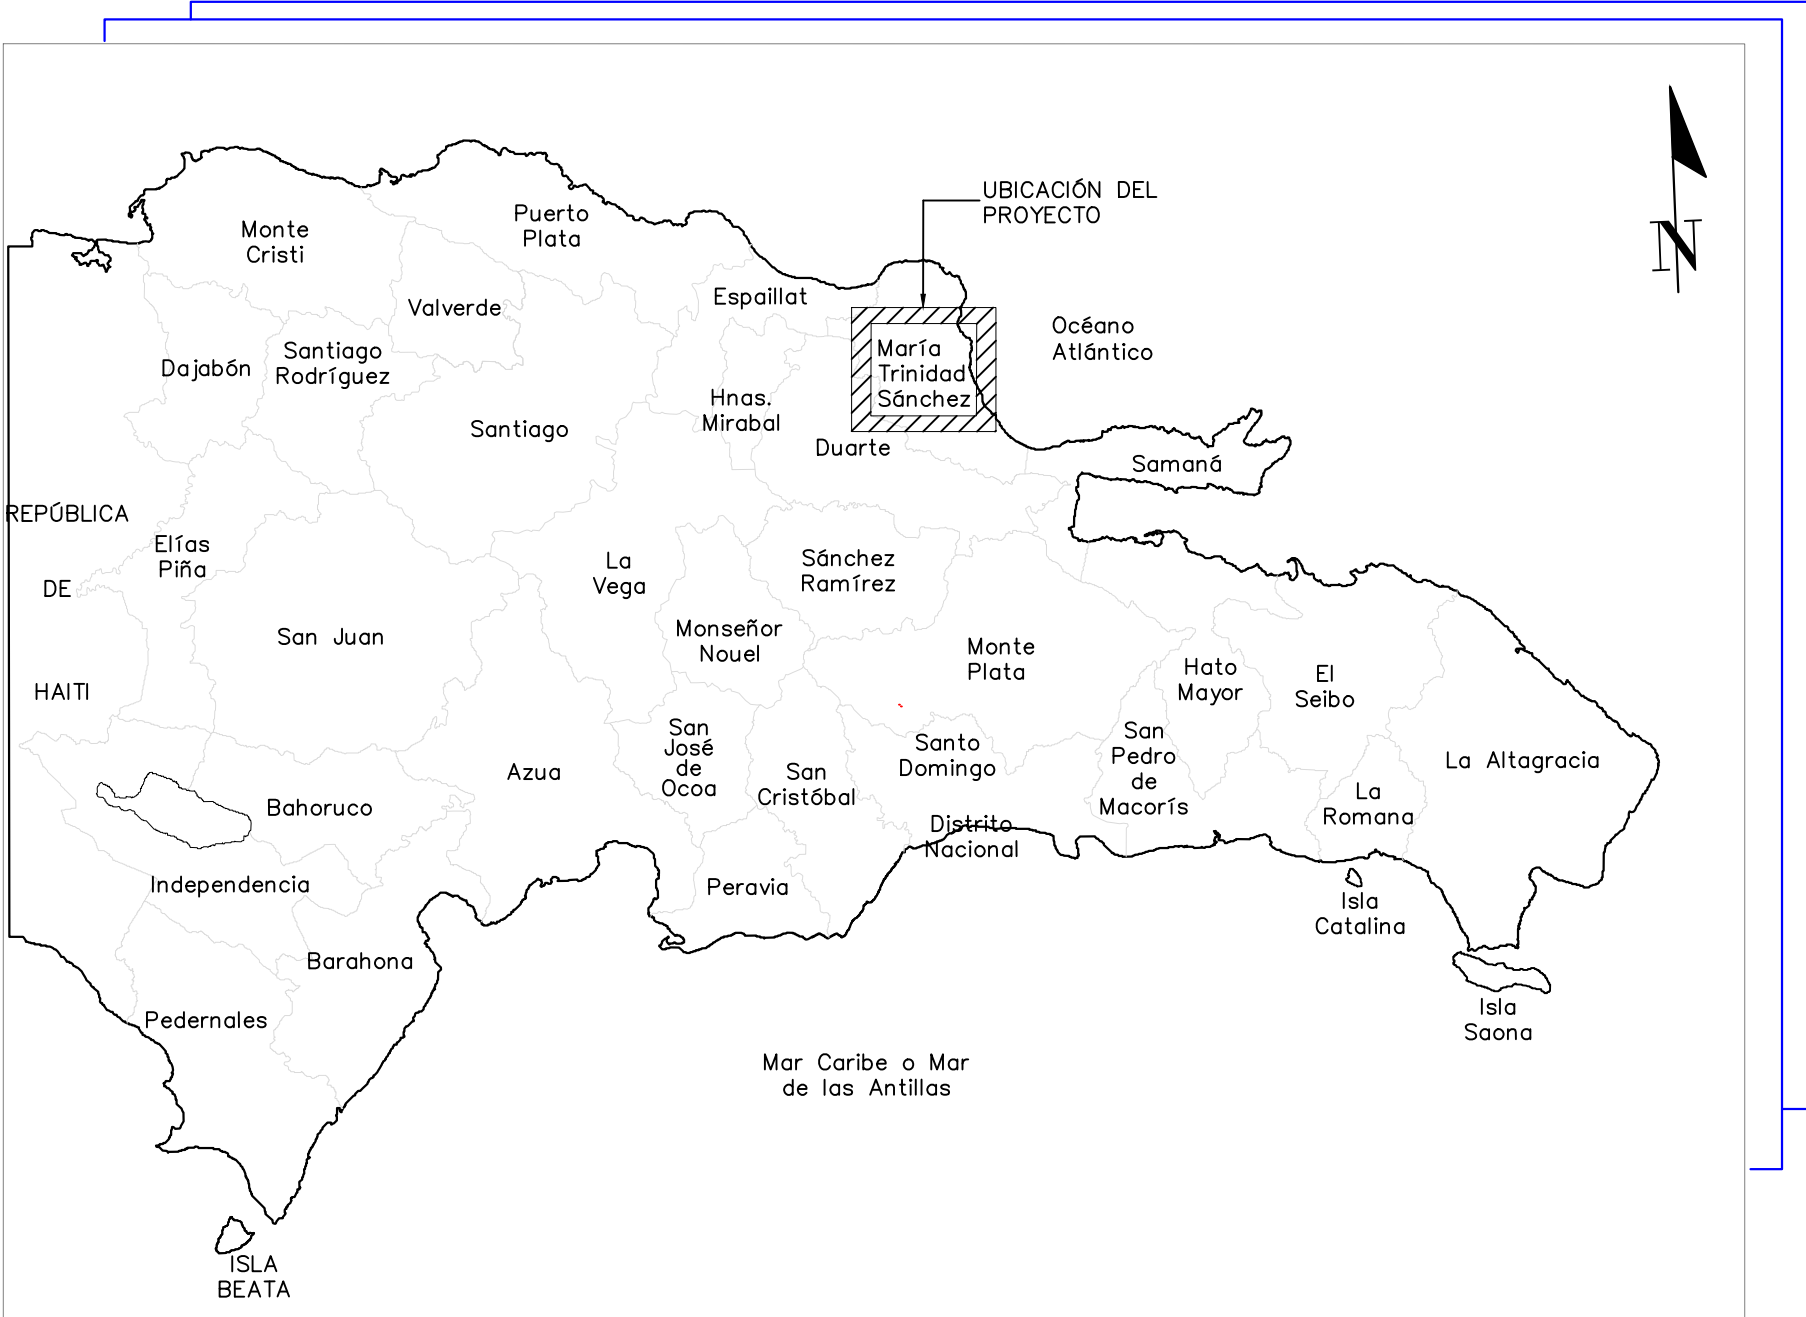 UBICACIÓN DEL
PROYECTO
N
Monte
Cristi
Puerto
Plata
Valverde
Espaillat
Océano
Atlántico
Dajabón
Santiago
Rodríguez
María
Trinidad
Sánchez
Hnas.
Mirabal
Santiago
Duarte
Samaná
REPÚBLICA
DE
HAITI
Elías
Piña
La
Vega
Sánchez
Ramírez
San Juan
Monseñor
Nouel
Monte
Plata
Hato
Mayor
El
Seibo
San
José
de
Ocoa
Santo
Domingo
San
Pedro
de
Macorís
La Altagracia
Azua
San
Cristóbal
Bahoruco
La
Romana
Distrito
Nacional
Independencia
Peravia
Isla
Catalina
Barahona
Isla
Saona
Pedernales
Mar Caribe o Mar
de las Antillas
ISLA
BEATA